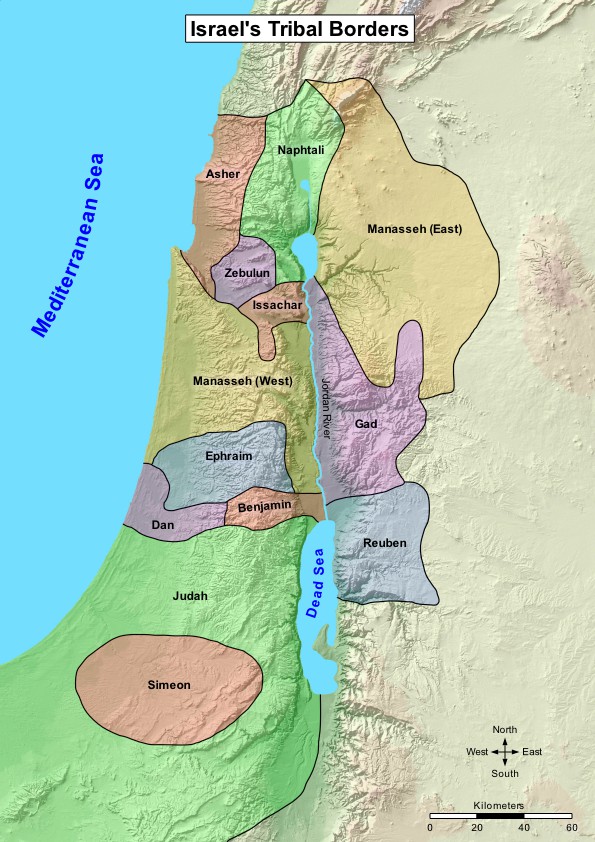 Israel's Tribal Borders
Mediterranean Sea
Naphtali
Asher
Manasseh (East)
Zebulun
Issachar
Manasseh (West)
Jordan River
Gad
Ephraim
Benjamin
Dan
Reuben
Dead Sea
Judah
Simeon
North
West East
South
Kilometers
0 20 40 60